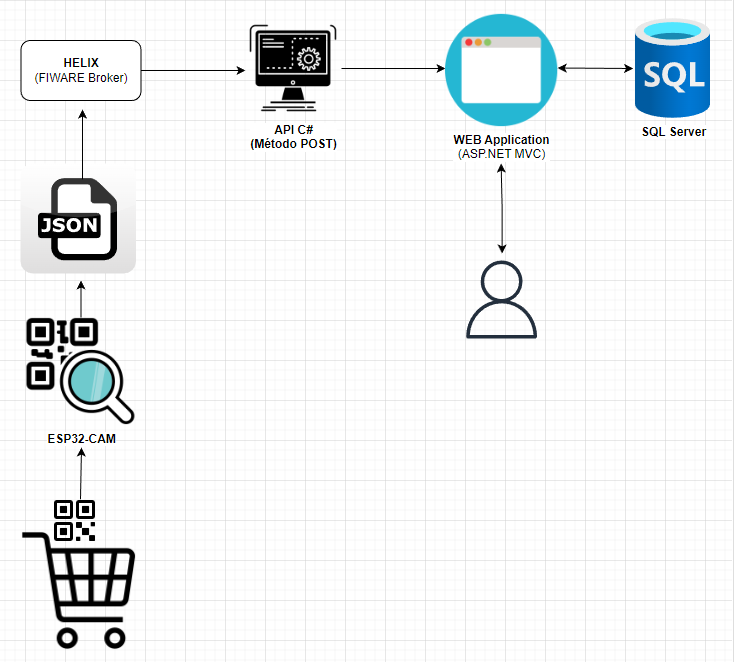 HELIX
(FIWARE Broker)
API C#
(Método POST)
WEB Application
(ASP.NET MVC)
SQL
SQL Server
JSON
ESP32-CAM